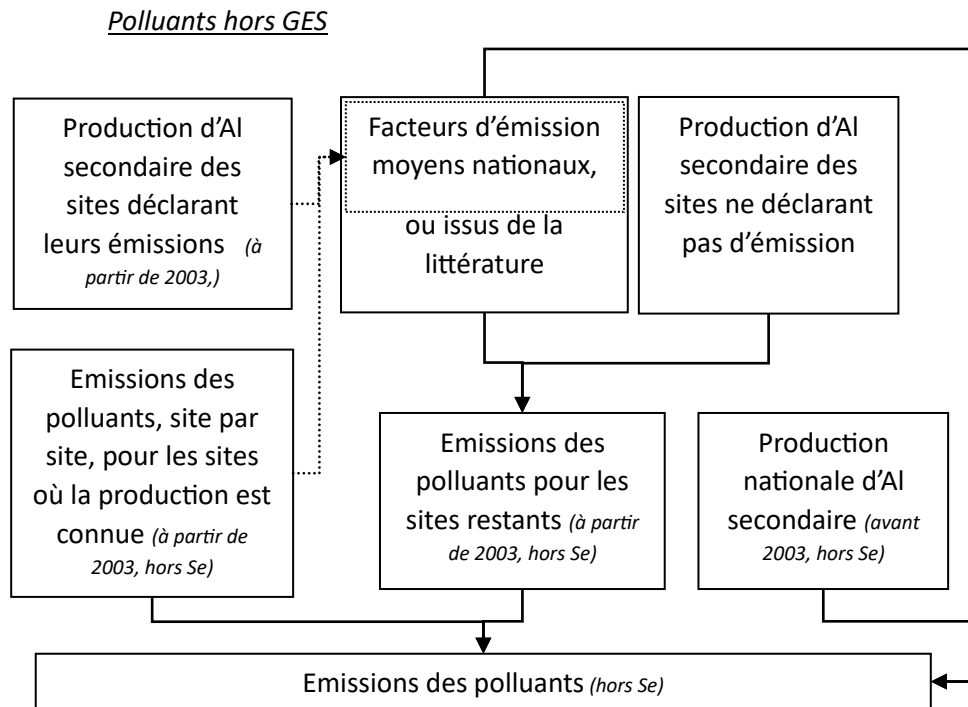 Polluants hors GES
Production d'Al
secondaire des
sites déclarant
leurs émissions (à
partir de 2003,)
Facteurs d'émission
moyens nationaux,
ou issus de la
littérature
Production d'Al
secondaire des
sites ne déclarant
pas d'émission
Emissions des
polluants, site par
site, pour les sites
où la production est
connue (à partir de
2003, hors Se)
Emissions des
polluants pour les
sites restants (à partir
de 2003, hors Se)
Production
nationale d'Al
secondaire (avant
2003, hors Se)
Emissions des polluants (hors Se)